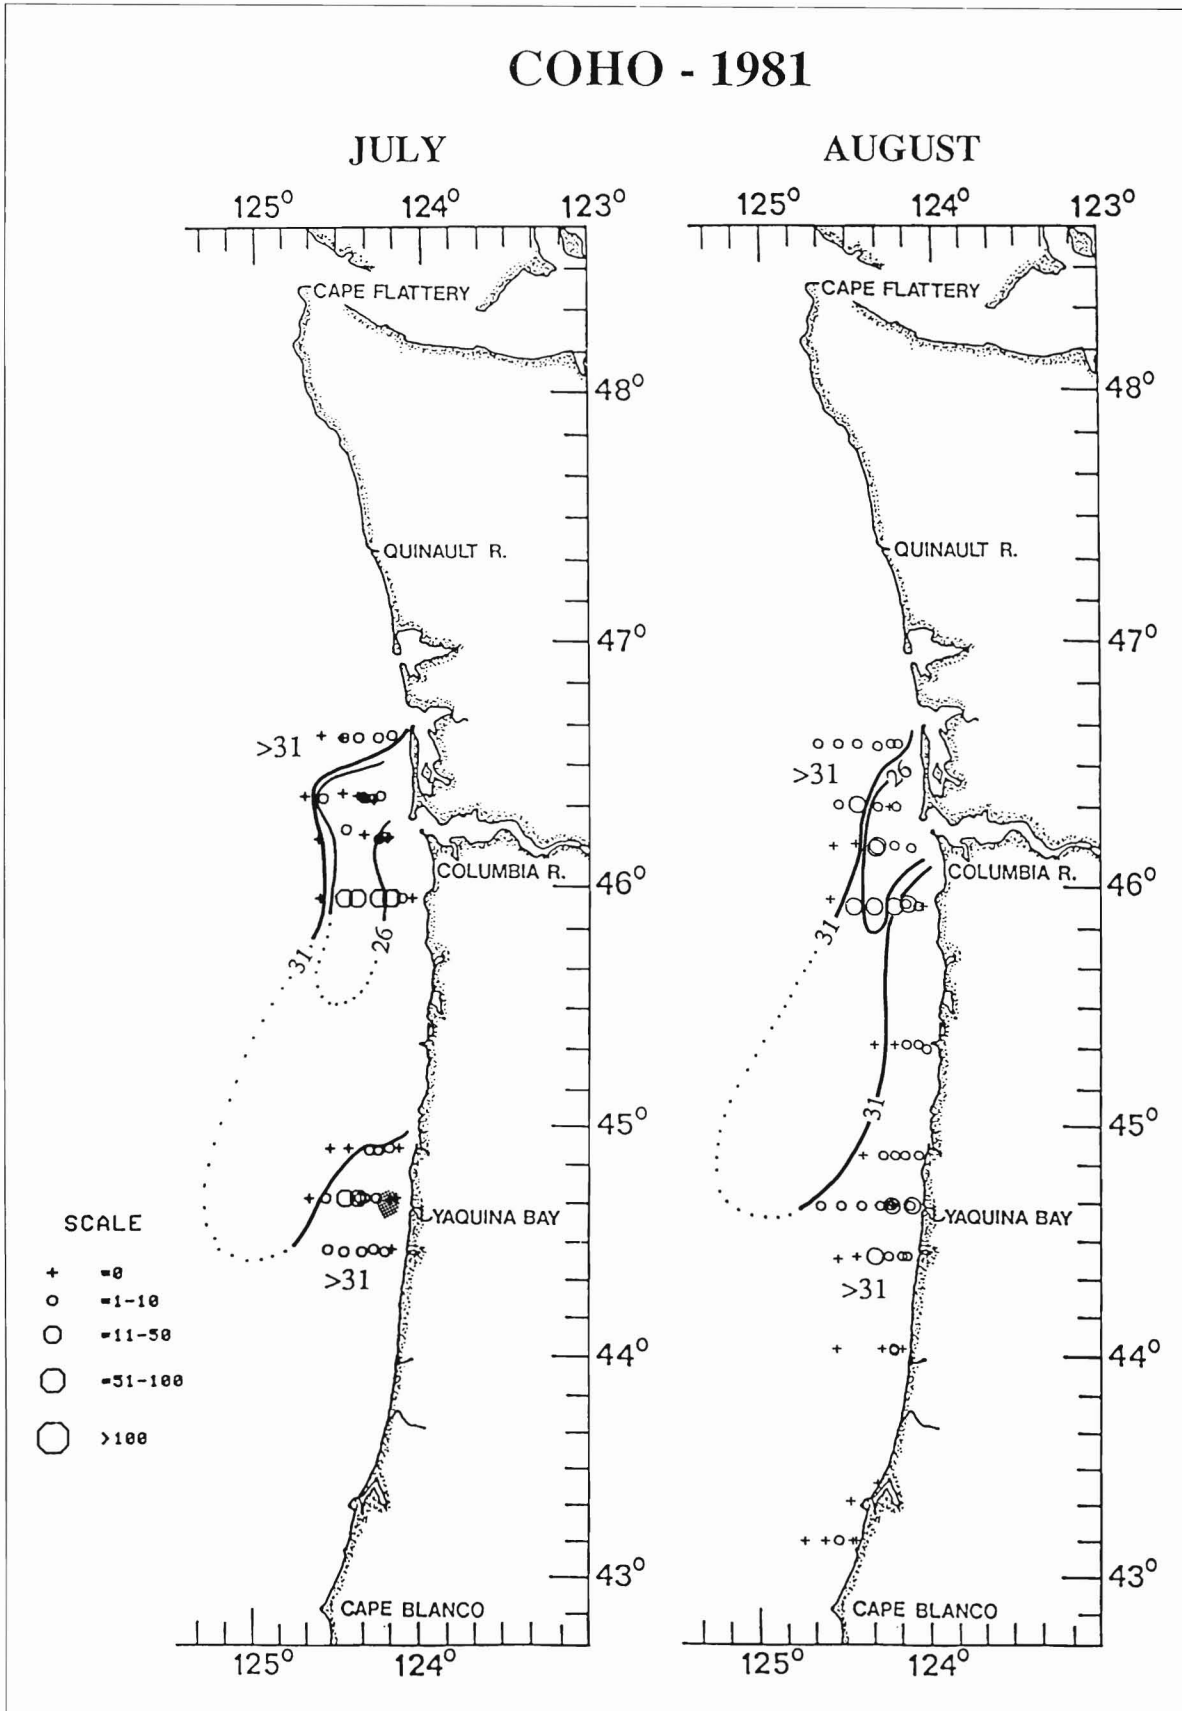 COHO - 1981
JULY
125° 124° 123°
CAPE FLATTERY
48°
QUINAULT R.
47°
>31
COLUMBIA R.
46°
31
26
45°
YAQUINA BAY
>31
44°
43°
CAPE BLANCO
125° 124°
SCALE
+ =0
=1-10
=11-50
=51-100
>100
AUGUST
125° 124° 123°
CAPE FLATTERY
48°
QUINAULT R.
47°
>31
26
COLUMBIA R.
46°
31
31
45°
YAQUINA BAY
>31
44°
43°
CAPE BLANCO
125° 124°